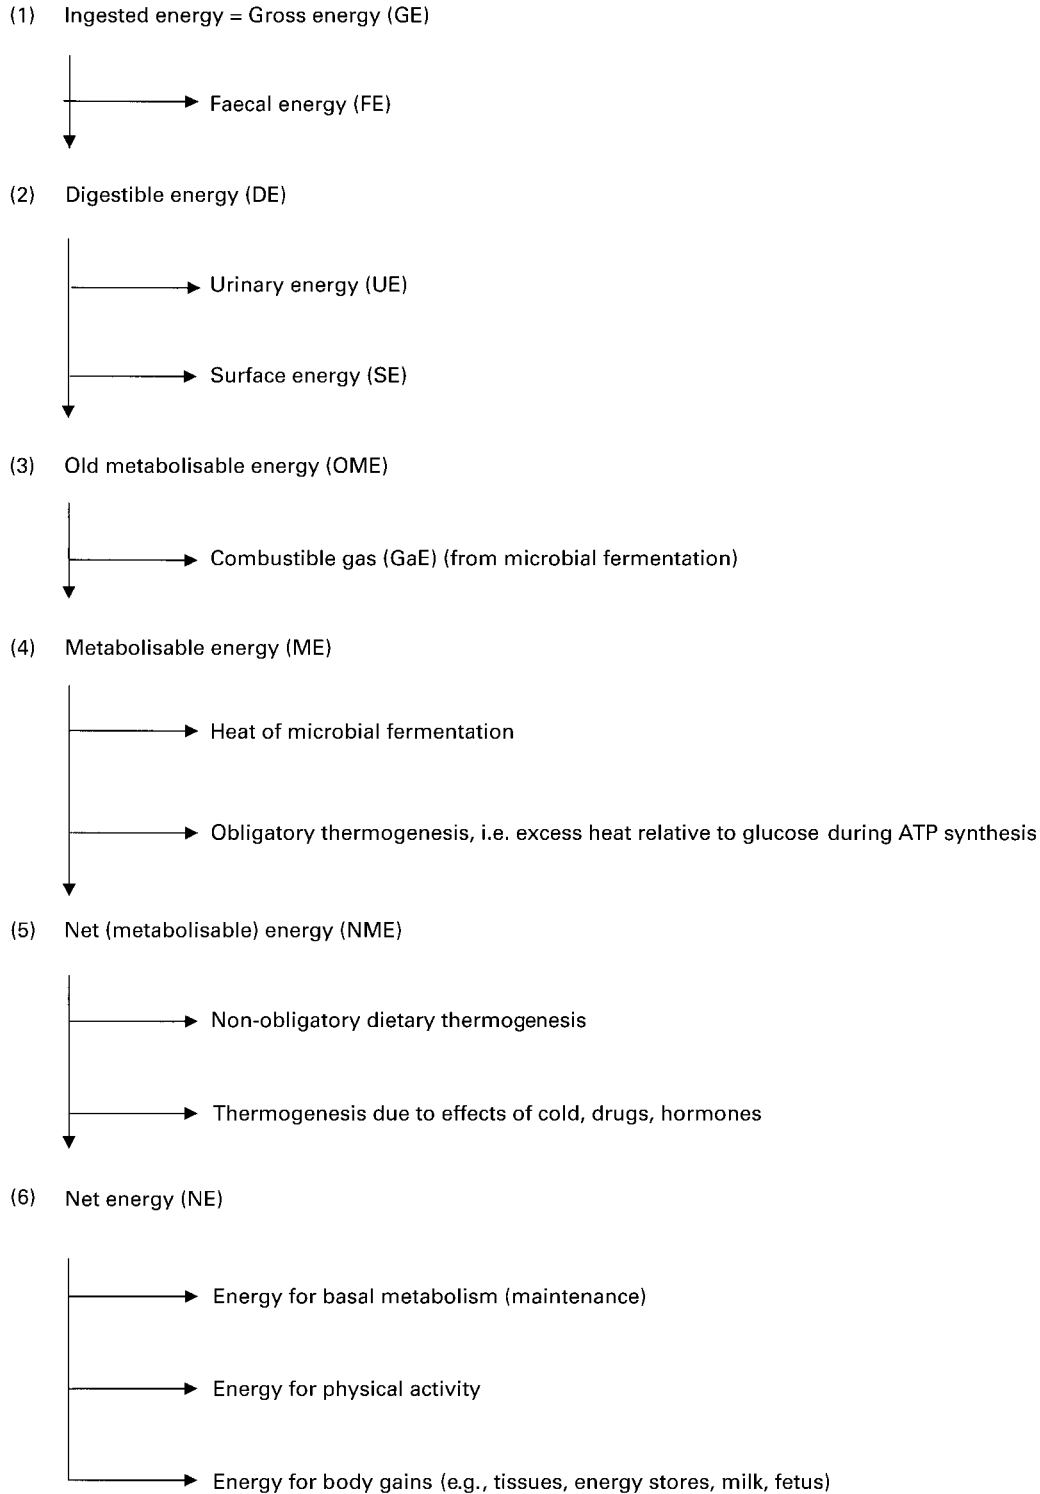 (1) Ingested energy = Gross energy (GE)
Faecal energy (FE)
(2) Digestible energy (DE)
Urinary energy (UE)
Surface energy (SE)
(3) Old metabolisable energy (OME)
Combustible gas (GaE) (from microbial fermentation)
(4) Metabolisable energy (ME)
Heat of microbial fermentation
Obligatory thermogenesis, i.e. excess heat relative to glucose during ATP synthesis
(5) Net (metabolisable) energy (NME)
Non-obligatory dietary thermogenesis
Thermogenesis due to effects of cold, drugs, hormones
(6) Net energy (NE)
Energy for basal metabolism (maintenance)
Energy for physical activity
Energy for body gains (e.g., tissues, energy stores, milk, fetus)